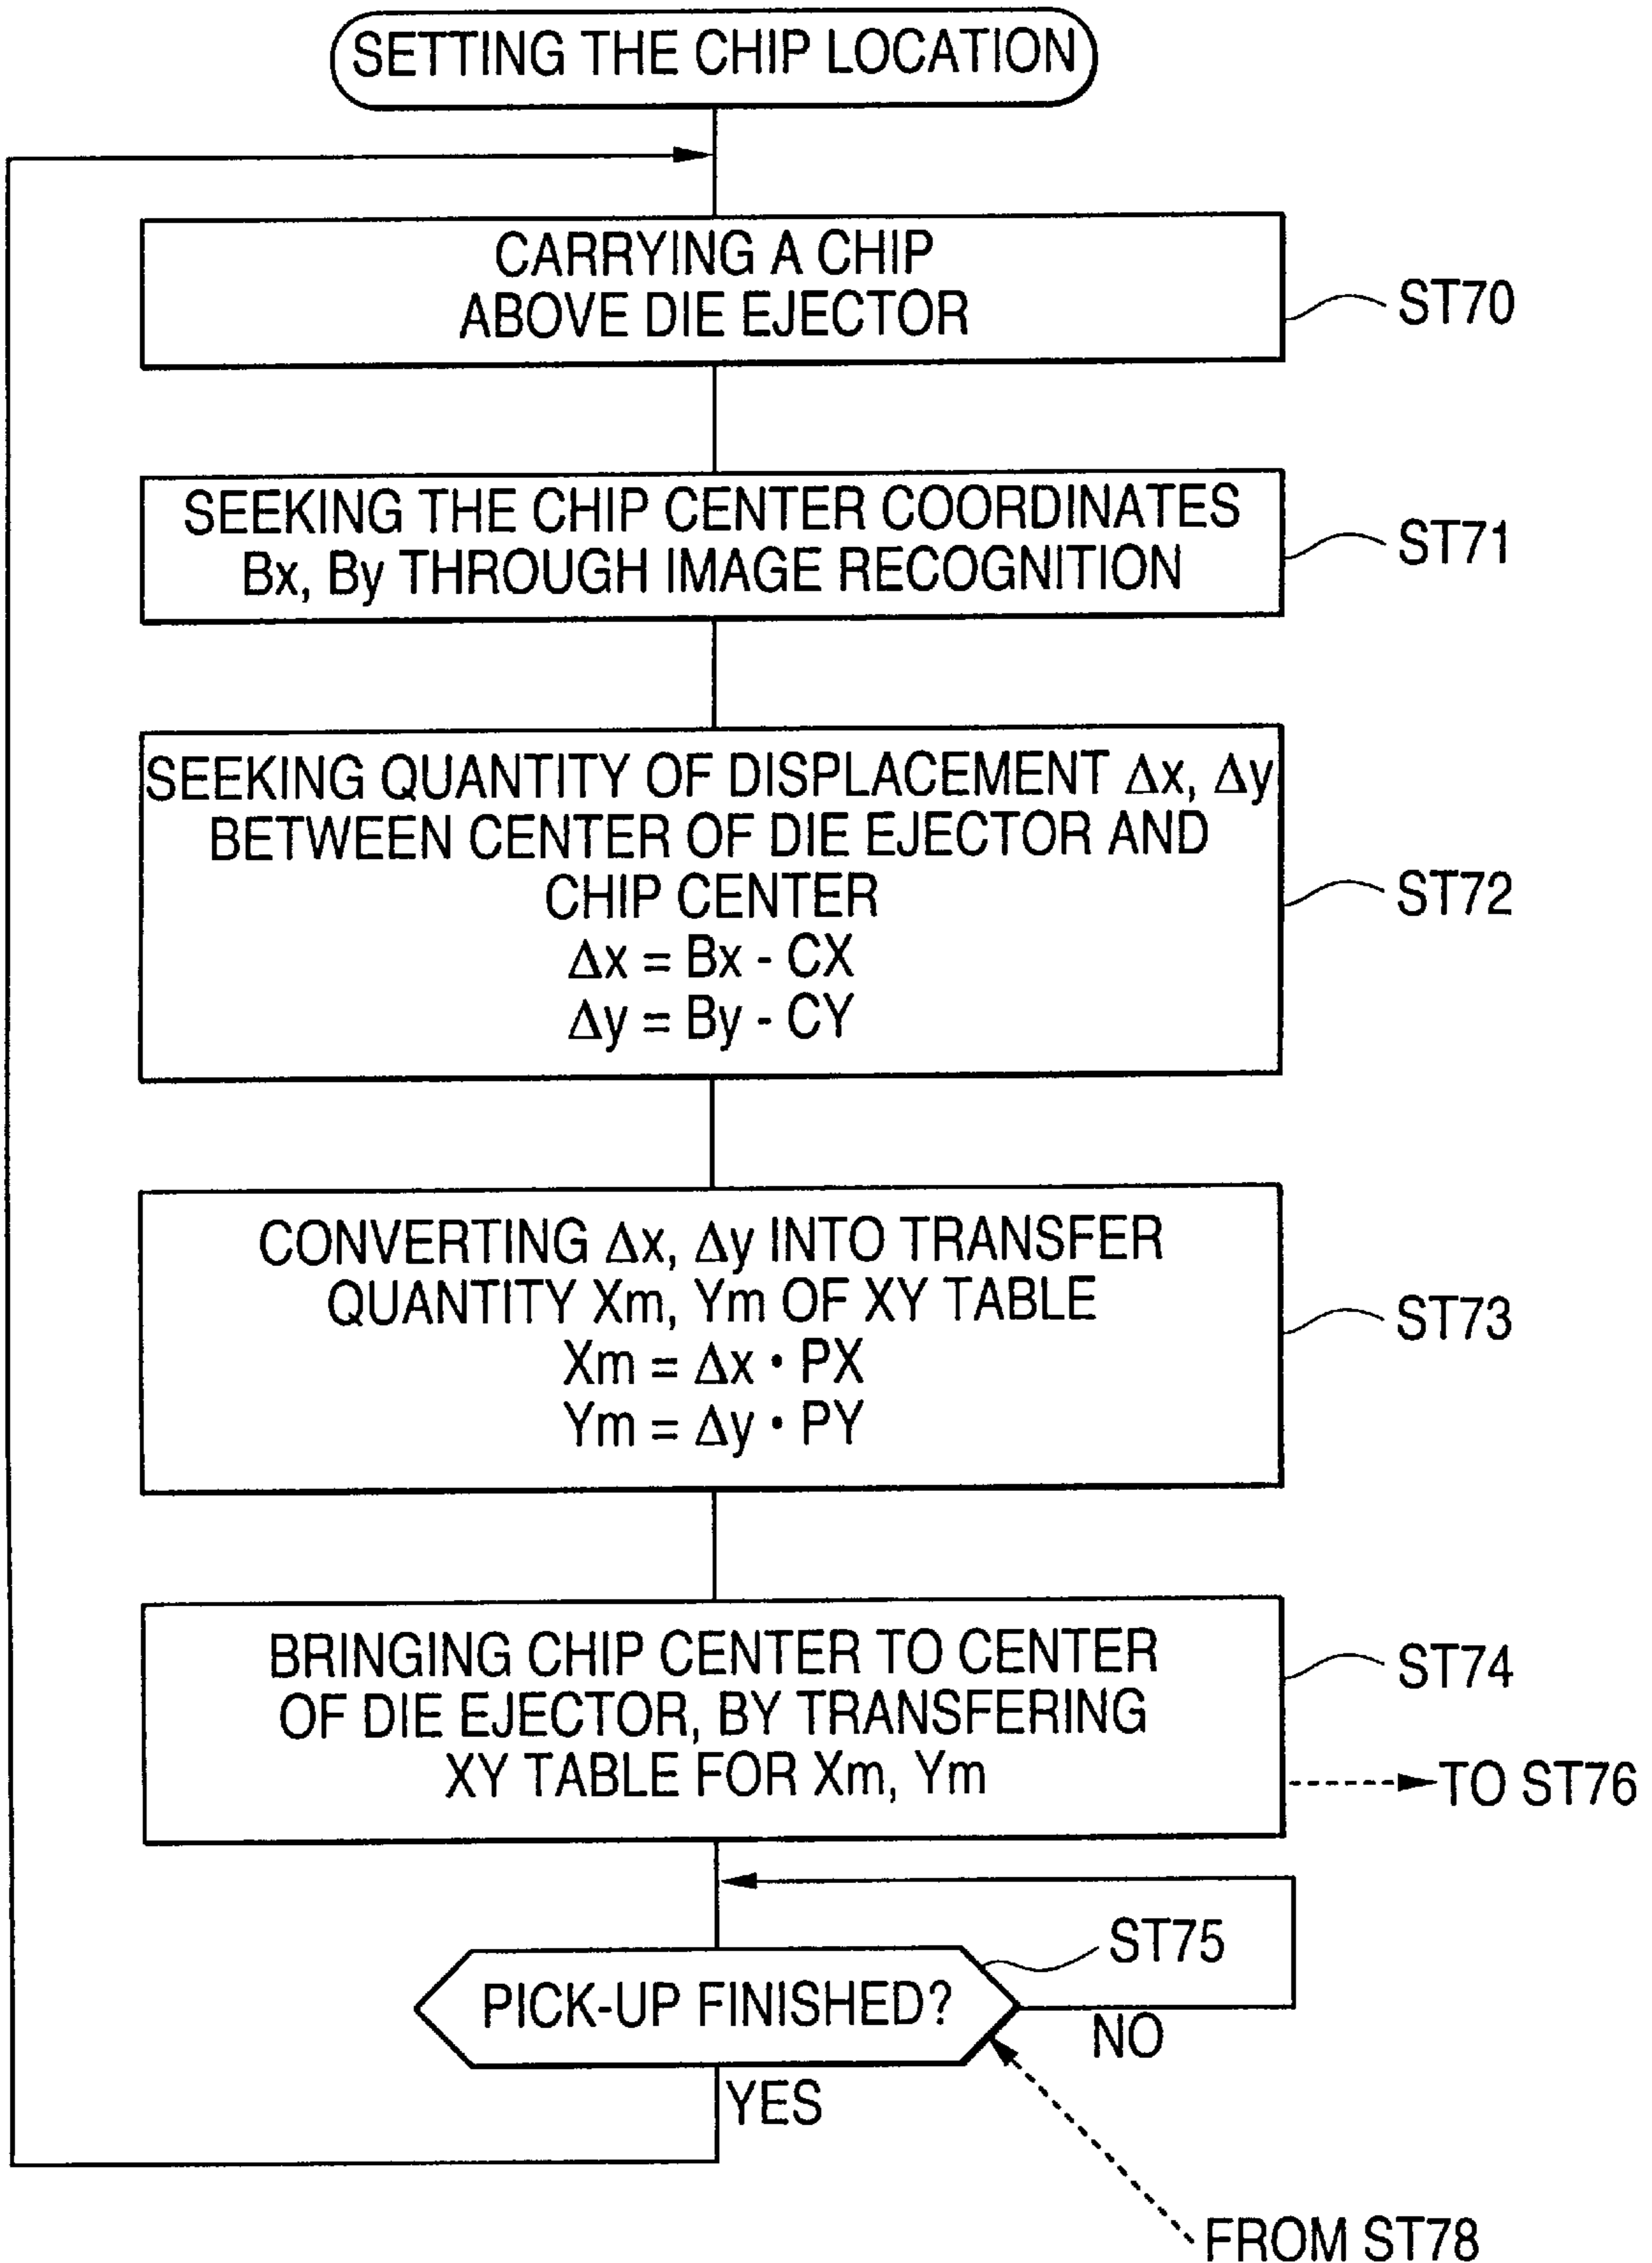 SETTING THE CHIP LOCATION
CARRYING A CHIP
ABOVE DIE EJECTOR
ST70
SEEKING THE CHIP CENTER COORDINATES
Bx, By THROUGH IMAGE RECOGNITION
ST71
SEEKING QUANTITY OF DISPLACEMENT Δx, Δy
BETWEEN CENTER OF DIE EJECTOR AND
CHIP CENTER
Δx = Bx - CX
Δy = By - CY
ST72
CONVERTING Δx, Δy INTO TRANSFER
QUANTITY Xm, Ym OF XY TABLE
Xm = Δx • PX
Ym = Δy • PY
ST73
BRINGING CHIP CENTER TO CENTER
OF DIE EJECTOR, BY TRANSFERING
XY TABLE FOR Xm, Ym
ST74
TO ST76
ST75
PICK-UP FINISHED?
NO
YES
FROM ST78